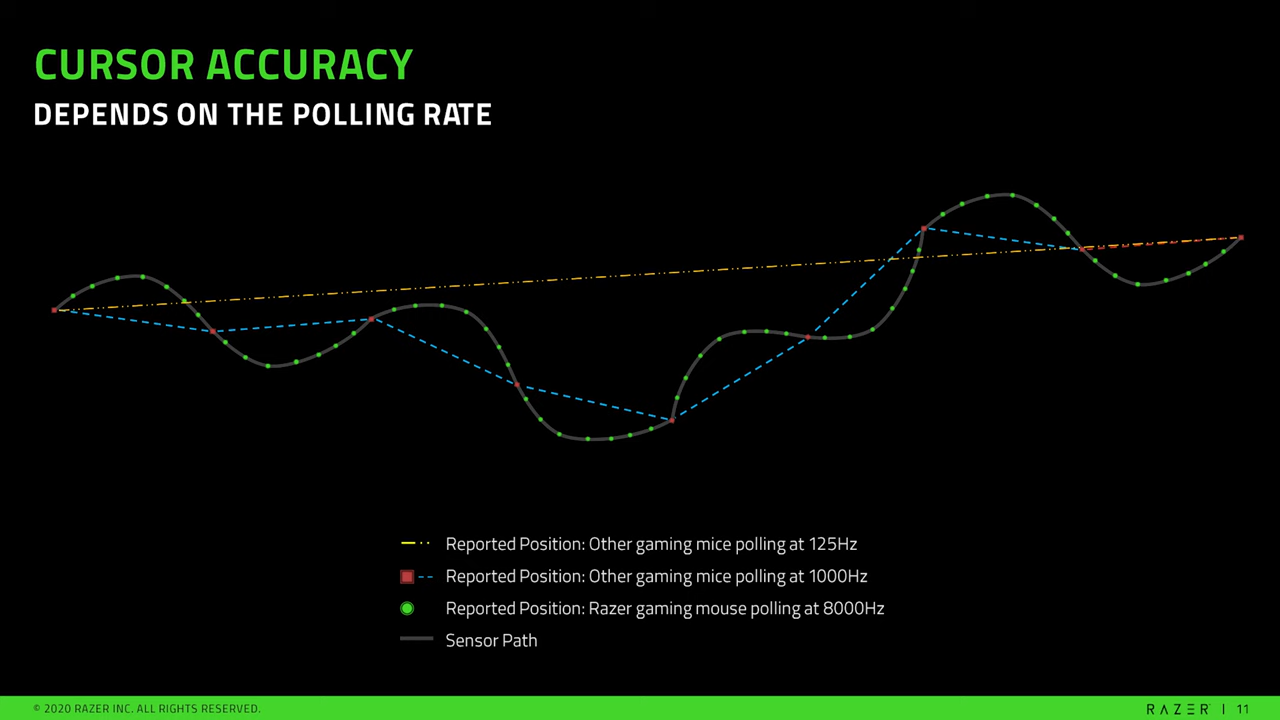 CURSOR ACCURACY
DEPENDS ON THE POLLING RATE
Reported Position: Other gaming mice polling at 125Hz
Reported Position: Other gaming mice polling at 1000Hz
Reported Position: Razer gaming mouse polling at 8000Hz
Sensor Path
© 2020 RAZER INC. ALL RIGHTS RESERVED.
RAZER | 11